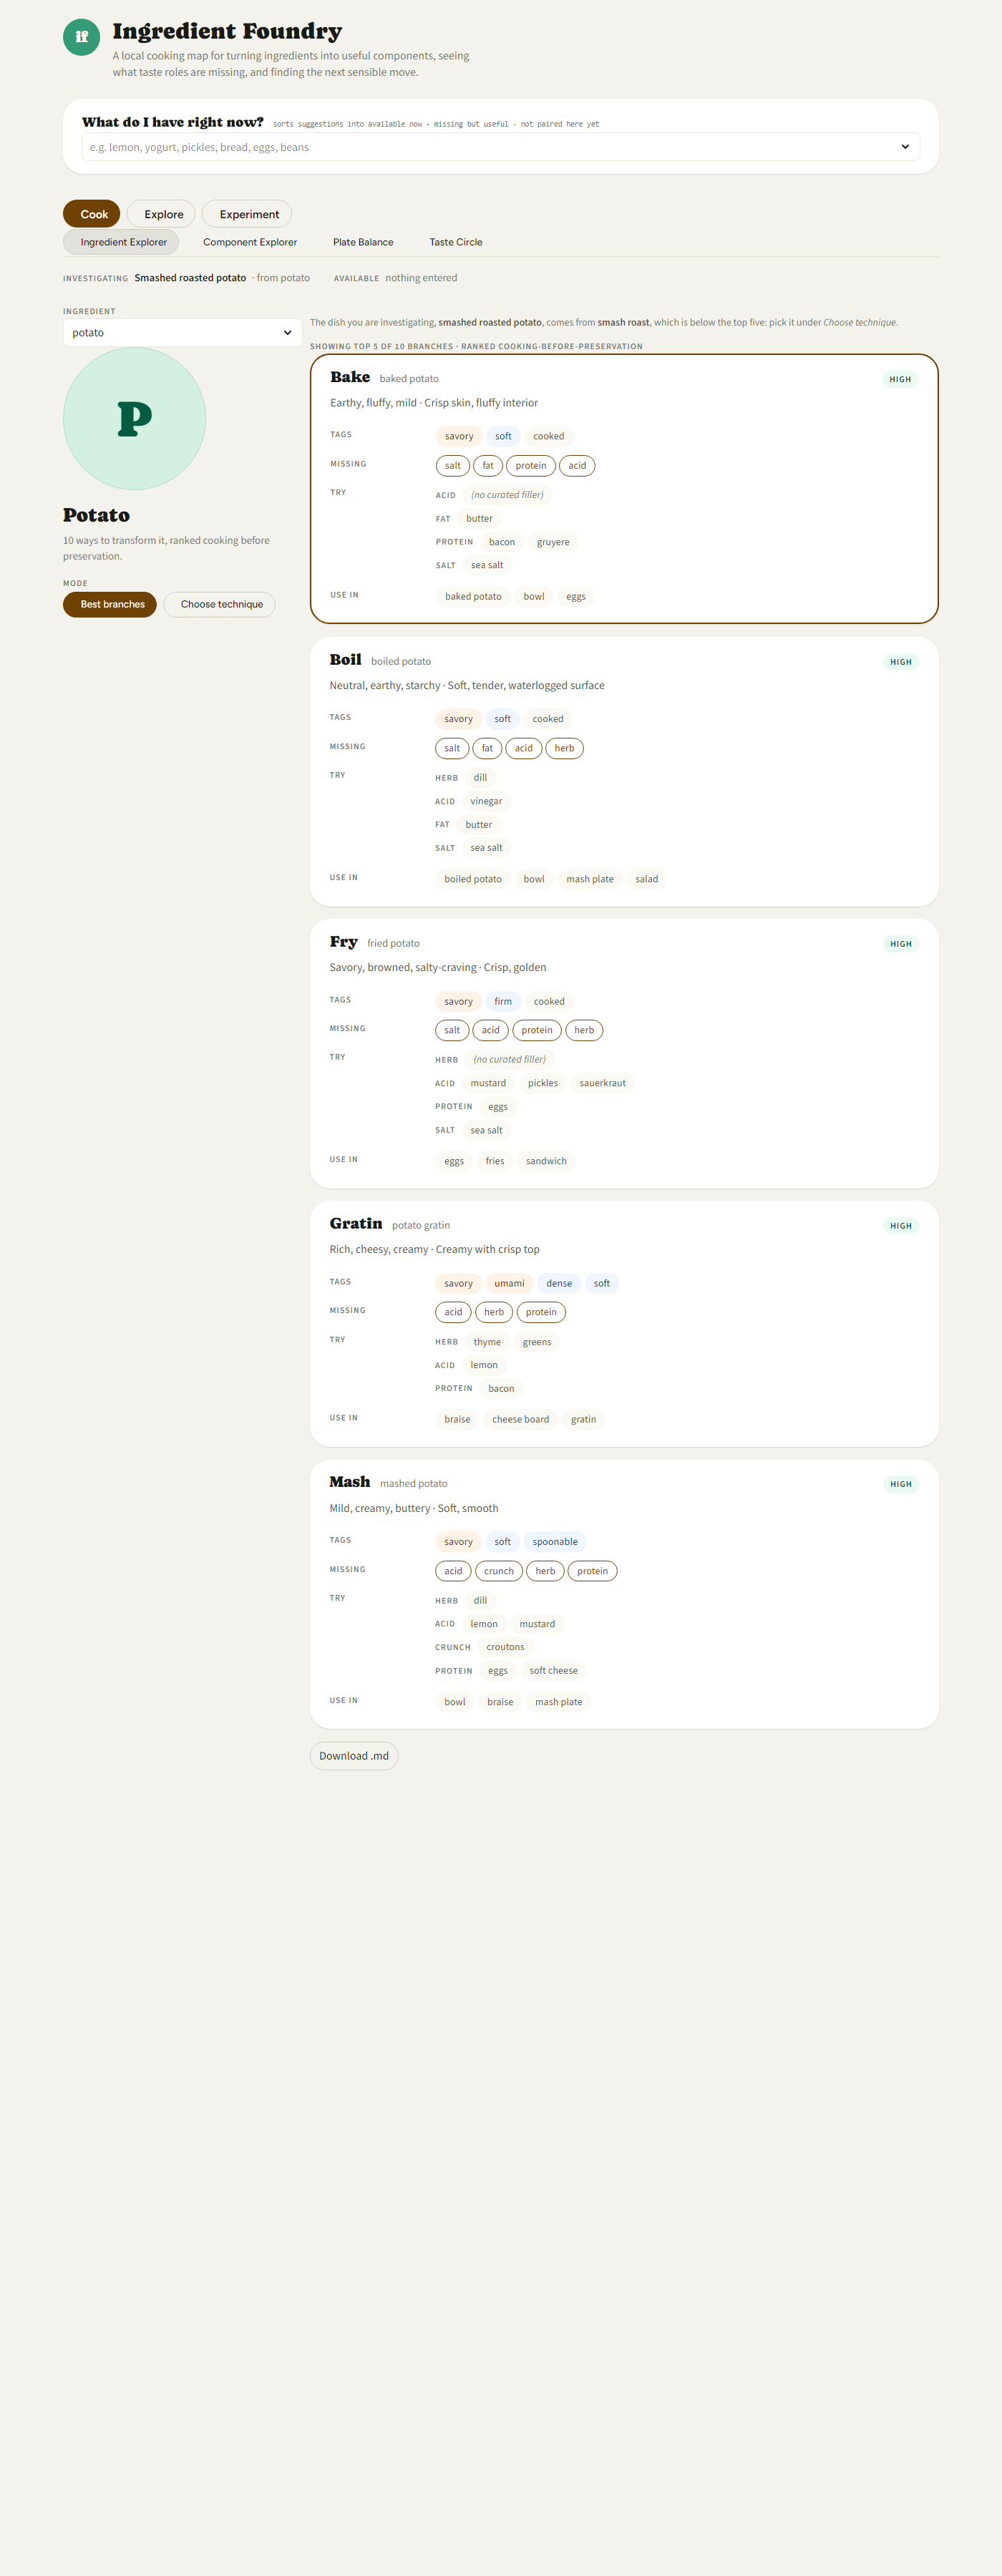 if
Ingredient Foundry
A local cooking map for turning ingredients into useful components, seeing
what taste roles are missing, and finding the next sensible move.
What do I have right now? sorts suggestions into available now · missing but useful · not paired here yet
e.g. lemon, yogurt, pickles, bread, eggs, beans
Cook Explore Experiment
Ingredient Explorer Component Explorer Plate Balance Taste Circle
INVESTIGATING Smashed roasted potato · from potato AVAILABLE nothing entered
INGREDIENT
potato
P
Potato
10 ways to transform it, ranked cooking before
preservation.
MODE
Best branches Choose technique
The dish you are investigating, smashed roasted potato, comes from smash roast, which is below the top five: pick it under Choose technique.
SHOWING TOP 5 OF 10 BRANCHES · RANKED COOKING-BEFORE-PRESERVATION
Bake baked potato HIGH
Earthy, fluffy, mild · Crisp skin, fluffy interior
TAGS savory soft cooked
MISSING salt fat protein acid
TRY ACID (no curated filler)
FAT butter
PROTEIN bacon gruyere
SALT sea salt
USE IN baked potato bowl eggs
Boil boiled potato HIGH
Neutral, earthy, starchy · Soft, tender, waterlogged surface
TAGS savory soft cooked
MISSING salt fat acid herb
TRY HERB dill
ACID vinegar
FAT butter
SALT sea salt
USE IN boiled potato bowl mash plate salad
Fry fried potato HIGH
Savory, browned, salty-craving · Crisp, golden
TAGS savory firm cooked
MISSING salt acid protein herb
TRY HERB (no curated filler)
ACID mustard pickles sauerkraut
PROTEIN eggs
SALT sea salt
USE IN eggs fries sandwich
Gratin potato gratin HIGH
Rich, cheesy, creamy · Creamy with crisp top
TAGS savory umami dense soft
MISSING acid herb protein
TRY HERB thyme greens
ACID lemon
PROTEIN bacon
USE IN braise cheese board gratin
Mash mashed potato HIGH
Mild, creamy, buttery · Soft, smooth
TAGS savory soft spoonable
MISSING acid crunch herb protein
TRY HERB dill
ACID lemon mustard
CRUNCH croutons
PROTEIN eggs soft cheese
USE IN bowl braise mash plate
Download .md